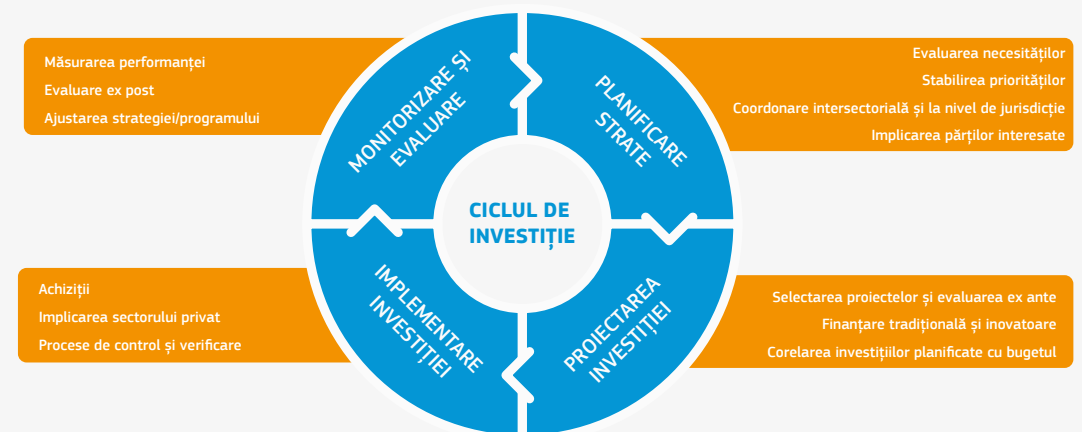 Măsurarea performanței
Evaluare ex post
Ajustarea strategiei/programului
MONITORIZARE ȘI
EVALUARE
PLANIFICARE
STRATE
Evaluarea necesităților
Stabilirea priorităților
Coordonare intersectorială și la nivel de jurisdicție
Implicarea părților interesate
CICLUL DE
INVESTIȚIE
Achiziții
Implicarea sectorului privat
Procese de control și verificare
IMPLEMENTARE
INVESTIȚIEI
PROIECTAREA
INVESTIȚIEI
Selectarea proiectelor și evaluarea ex ante
Finanțare tradițională și inovatoare
Corelarea investițiilor planificate cu bugetul